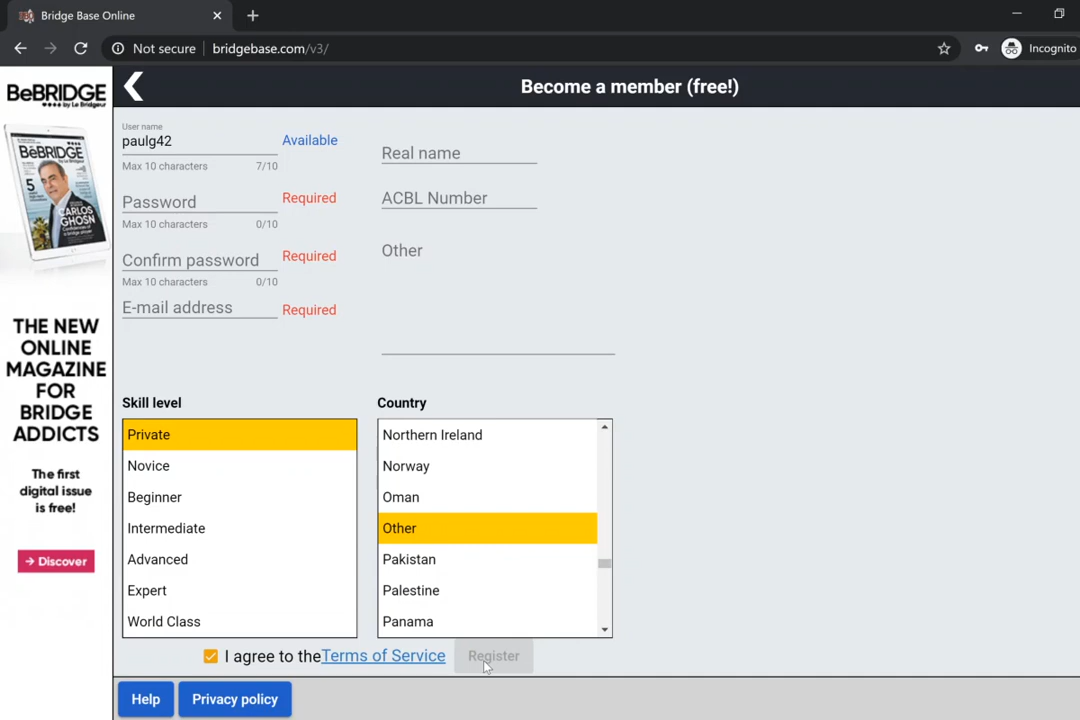 Bridge Base Online
Not secure
bridgebase.com/v3/
Incognito
BeBRIDGE
by Le Bridgeur
BeBRIDGE
5
CARLOS
GHOSN
THE NEW
ONLINE
MAGAZINE
FOR
BRIDGE
ADDICTS
The first
digital issue
is free!
→ Discover
Become a member (free!)
User name
paulg42
Available
Max 10 characters 7/10
Password
Required
Max 10 characters 0/10
Confirm password
Required
Max 10 characters 0/10
E-mail address
Required
Real name
ACBL Number
Other
Skill level
Private
Novice
Beginner
Intermediate
Advanced
Expert
World Class
Country
Northern Ireland
Norway
Oman
Other
Pakistan
Palestine
Panama
I agree to the Terms of Service
Register
Help
Privacy policy